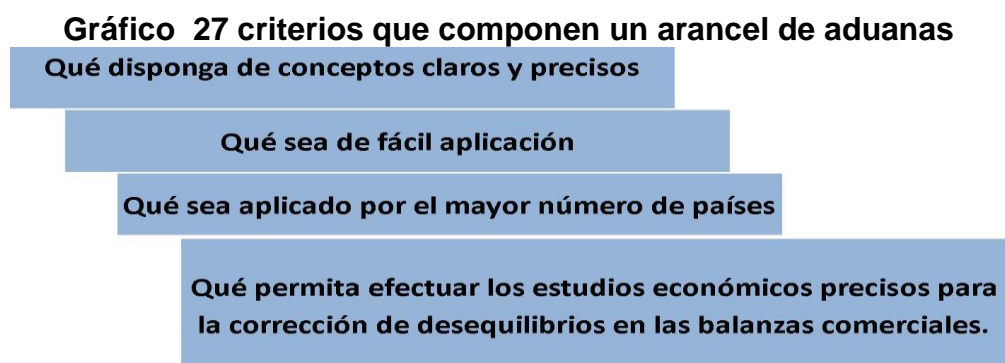 Gráfico 27 criterios que componen un arancel de aduanas
Qué disponga de conceptos claros y precisos
Qué sea de fácil aplicación
Qué sea aplicado por el mayor número de países
Qué permita efectuar los estudios económicos precisos para
la corrección de desequilibrios en las balanzas comerciales.